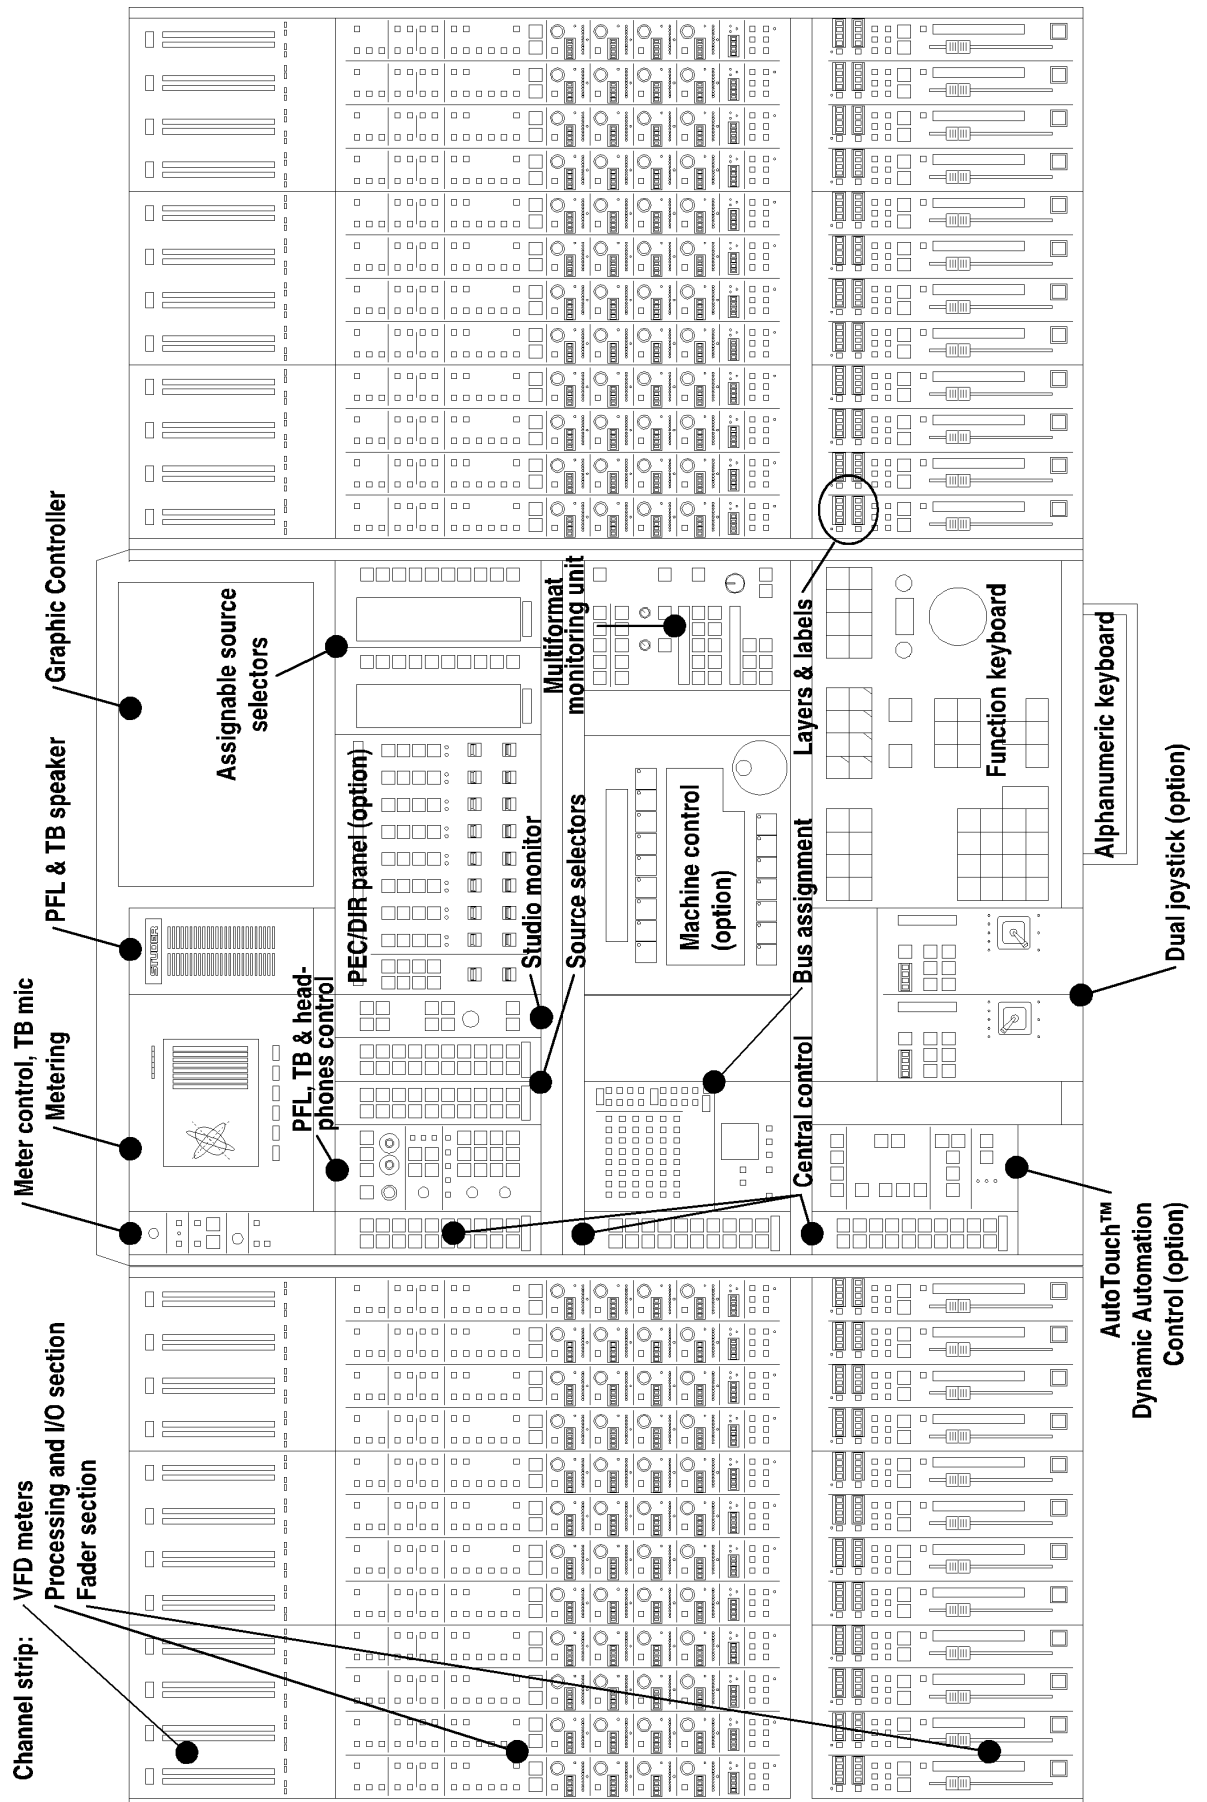 Channel strip:
VFD meters
Processing and I/O section
Fader section
Meter control, TB mic
Metering
PFL & TB speaker
Graphic Controller
STUDER
Assignable source
selectors
PFL, TB & head-
phones control
PEC/DIR panel (option)
Studio monitor
Source selectors
Multiformat
monitoring unit
Machine control
(option)
Bus assignment
Central control
Layers & labels
Function keyboard
Alphanumeric keyboard
AutoTouch™
Dynamic Automation
Control (option)
Dual joystick (option)